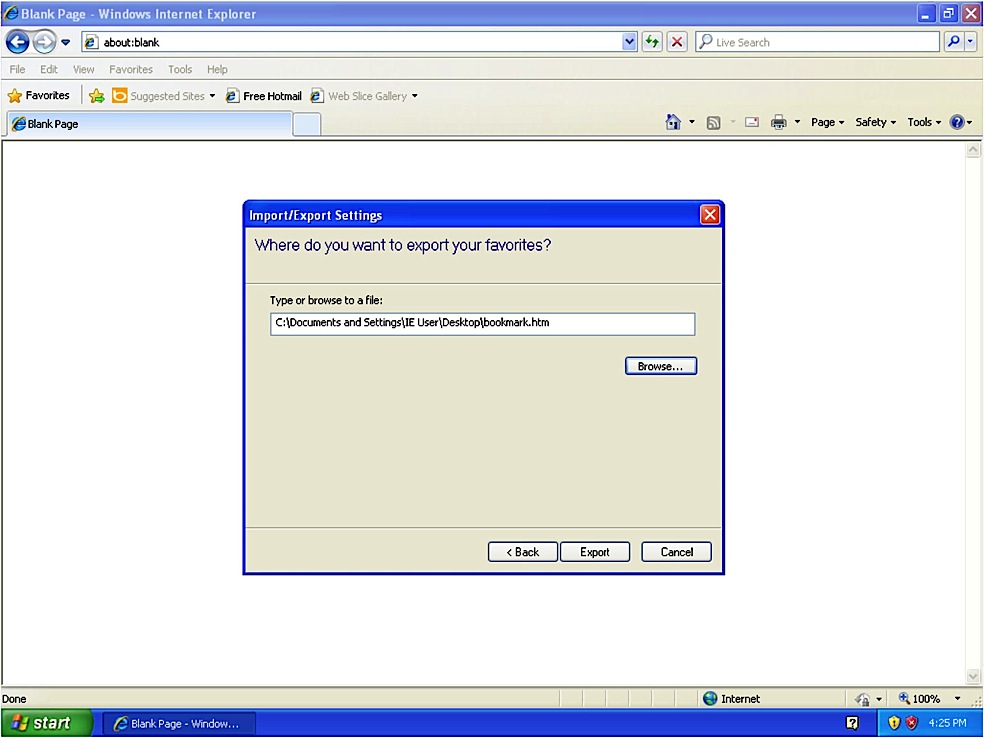 Blank Page - Windows Internet Explorer
about:blank
Live Search
File Edit View Favorites Tools Help
Favorites Suggested Sites Free Hotmail Web Slice Gallery
Blank Page Page Safety Tools
Import/Export Settings
Where do you want to export your favorites?
Type or browse to a file:
C:\Documents and Settings\IE User\Desktop\bookmark.htm
Browse...
< Back Export Cancel
Done Internet 100%
start Blank Page - Window... 4:25 PM